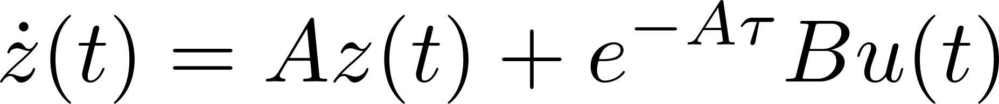 ż(t) = Az(t) + e^{−Aτ}Bu(t)